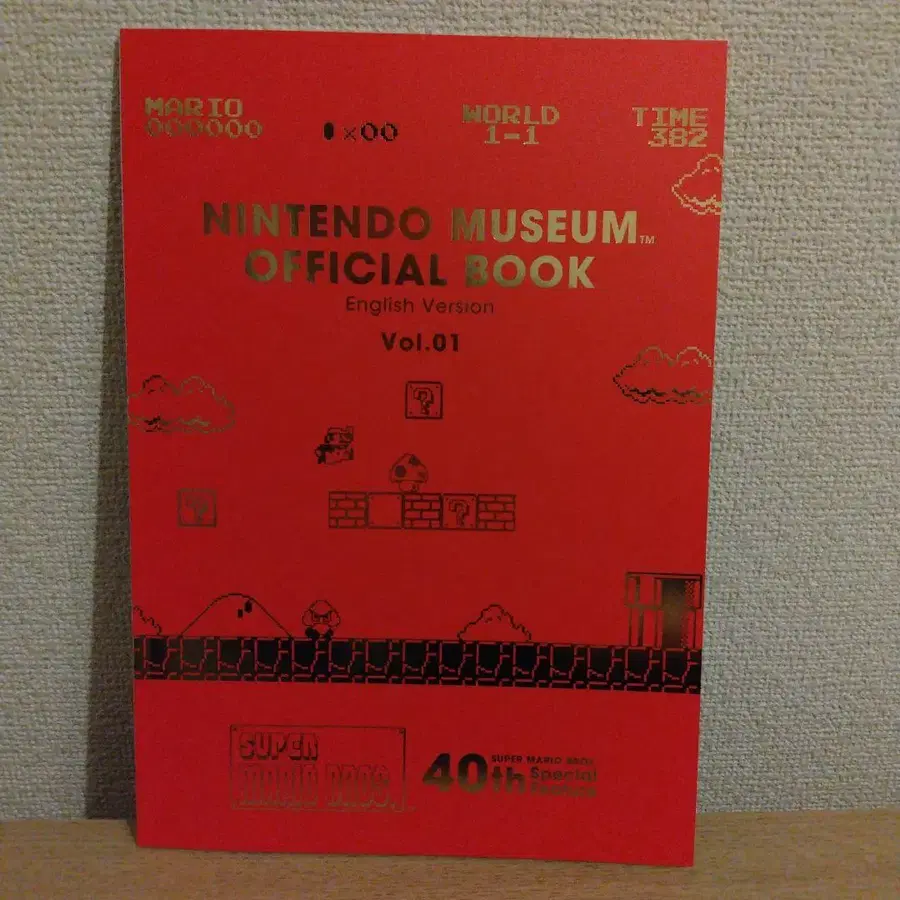 MARIO
000000
×00
WORLD
1-1
TIME
382
NINTENDO MUSEUM™
OFFICIAL BOOK
English Version
Vol.01
?
?
?
SUPER
MARIO BROS.
40th
SUPER MARIO BROS.
Special